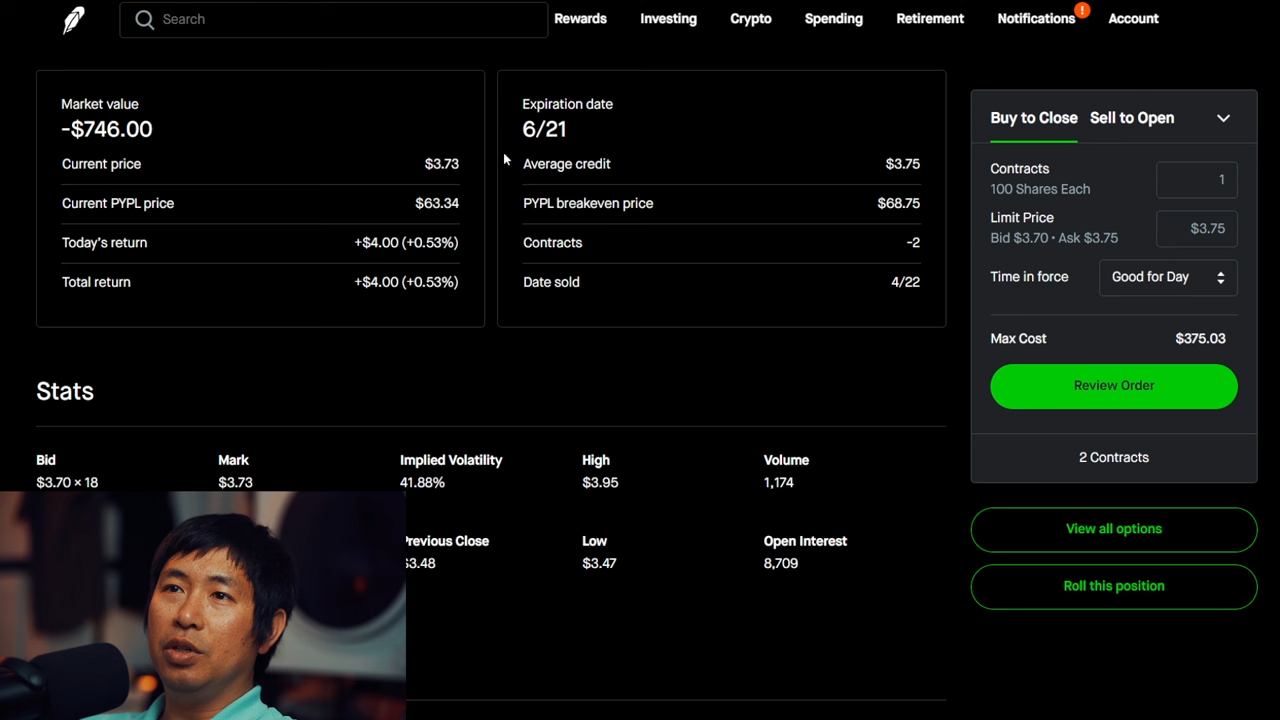 Search
Rewards
Investing
Crypto
Spending
Retirement
Notifications
!
Account
Market value
-$746.00
Current price $3.73
Current PYPL price $63.34
Today's return +$4.00 (+0.53%)
Total return +$4.00 (+0.53%)
Expiration date
6/21
Average credit $3.75
PYPL breakeven price $68.75
Contracts -2
Date sold 4/22
Buy to Close Sell to Open
Contracts 1
100 Shares Each
Limit Price $3.75
Bid $3.70 • Ask $3.75
Time in force Good for Day
Max Cost $375.03
Review Order
2 Contracts
View all options
Roll this position
Stats
Bid Mark Implied Volatility High Volume
$3.70 × 18 $3.73 41.88% $3.95 1,174
Previous Close Low Open Interest
$3.48 $3.47 8,709